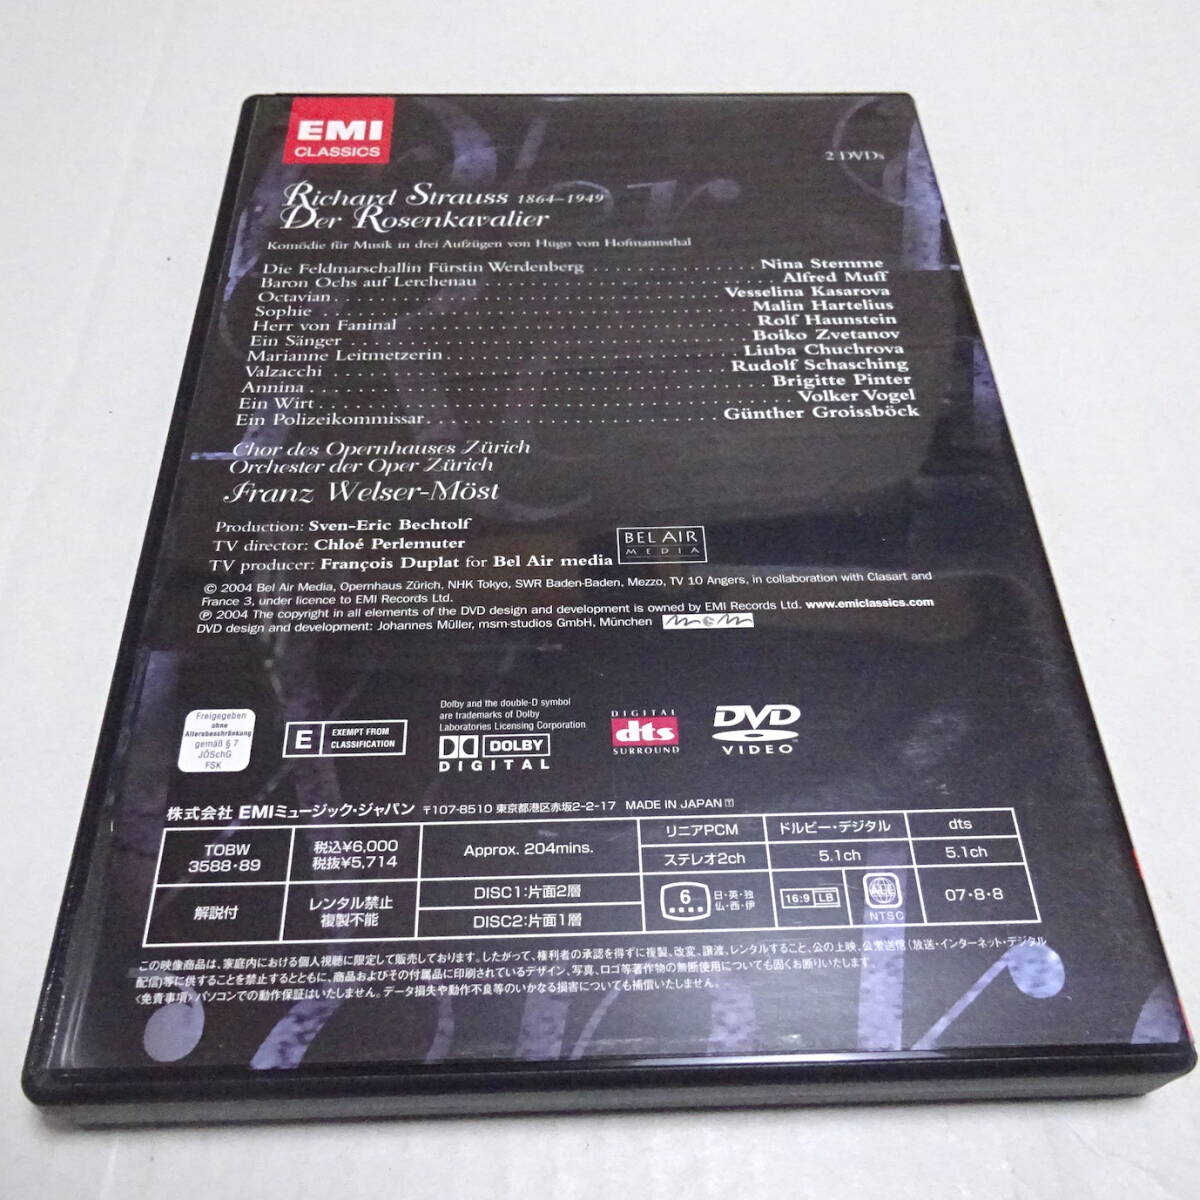 EMI
CLASSICS
2 DVDs
Richard Strauss 1864–1949
Der Rosenkavalier
Komödie für Musik in drei Aufzügen von Hugo von Hofmannsthal
Die Feldmarschallin Fürstin Werdenberg . . . . . . . . . . . . . . . . Nina Stemme
Baron Ochs auf Lerchenau . . . . . . . . . . . . . . . . Alfred Muff
Octavian . . . . . . . . . . . . . . . . Vesselina Kasarova
Sophie . . . . . . . . . . . . . . . . Malin Hartelius
Herr von Faninal . . . . . . . . . . . . . . . . Rolf Haunstein
Ein Sänger . . . . . . . . . . . . . . . . Boiko Zvetanov
Marianne Leitmetzerin . . . . . . . . . . . . . . . . Liuba Chuchrova
Valzacchi . . . . . . . . . . . . . . . . Rudolf Schasching
Annina . . . . . . . . . . . . . . . . Brigitte Pinter
Ein Wirt . . . . . . . . . . . . . . . . Volker Vogel
Ein Polizeikommissar . . . . . . . . . . . . . . . . Günther Groissböck
Chor des Opernhauses Zürich
Orchester der Oper Zürich
Franz Welser-Möst
Production: Sven-Eric Bechtolf
TV director: Chloé Perlemuter
TV producer: François Duplat for Bel Air media
BEL AIR
MEDIA
© 2004 Bel Air Media, Opernhaus Zürich, NHK Tokyo, SWR Baden-Baden, Mezzo, TV 10 Angers, in collaboration with Clasart and
France 3, under licence to EMI Records Ltd.
℗ 2004 The copyright in all elements of the DVD design and development is owned by EMI Records Ltd. www.emiclassics.com
DVD design and development: Johannes Müller, msm-studios GmbH, München msm
Freigegeben
ohne
Altersbeschränkung
gemäß § 7
JÖSchG
FSK
E EXEMPT FROM
CLASSIFICATION
Dolby and the double-D symbol
are trademarks of Dolby
Laboratories Licensing Corporation
DOLBY
DIGITAL
DIGITAL
dts
SURROUND
DVD
VIDEO
株式会社 EMIミュージック・ジャパン 〒107-8510 東京都港区赤坂2-2-17 MADE IN JAPAN
TOBW
3588・89
税込¥6,000
税抜¥5,714
Approx. 204mins.
リニアPCM
ドルビー・デジタル
dts
ステレオ2ch
5.1ch
5.1ch
解説付
レンタル禁止
複製不能
DISC1:片面2層
DISC2:片面1層
6
日・英・独
仏・西・伊
16:9 LB
ALL
NTSC
07・8・8
この映像商品は、家庭内における個人視聴に限定して販売しております。したがって、権利者の承認を得ずに複製、改変、譲渡、レンタルすること、公の上映、公衆送信(放送・インターネット・デジタル
配信)等に供することを禁止するとともに、商品およびその付属品に印刷されているデザイン、写真、ロゴ等著作物の無断使用についても固くお断りいたします。
〈免責事項〉パソコンでの動作保証はいたしません。データ損失や動作不良等のいかなる損害についても補償いたしません。